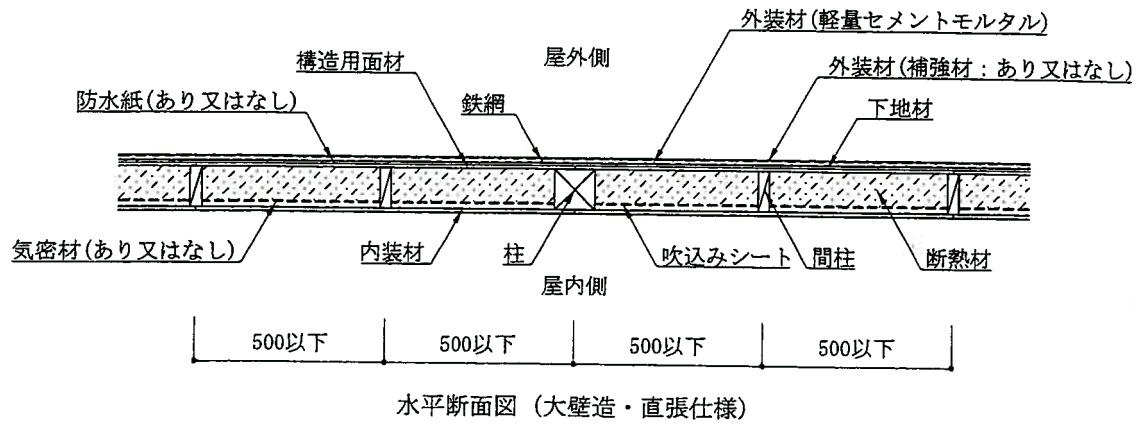 外装材(軽量セメントモルタル)
屋外側
構造用面材
外装材(補強材：あり又はなし)
防水紙(あり又はなし)
鉄網
下地材
気密材(あり又はなし)
内装材
柱
吹込みシート
間柱
断熱材
屋内側
500以下
500以下
500以下
500以下
水平断面図（大壁造・直張仕様）